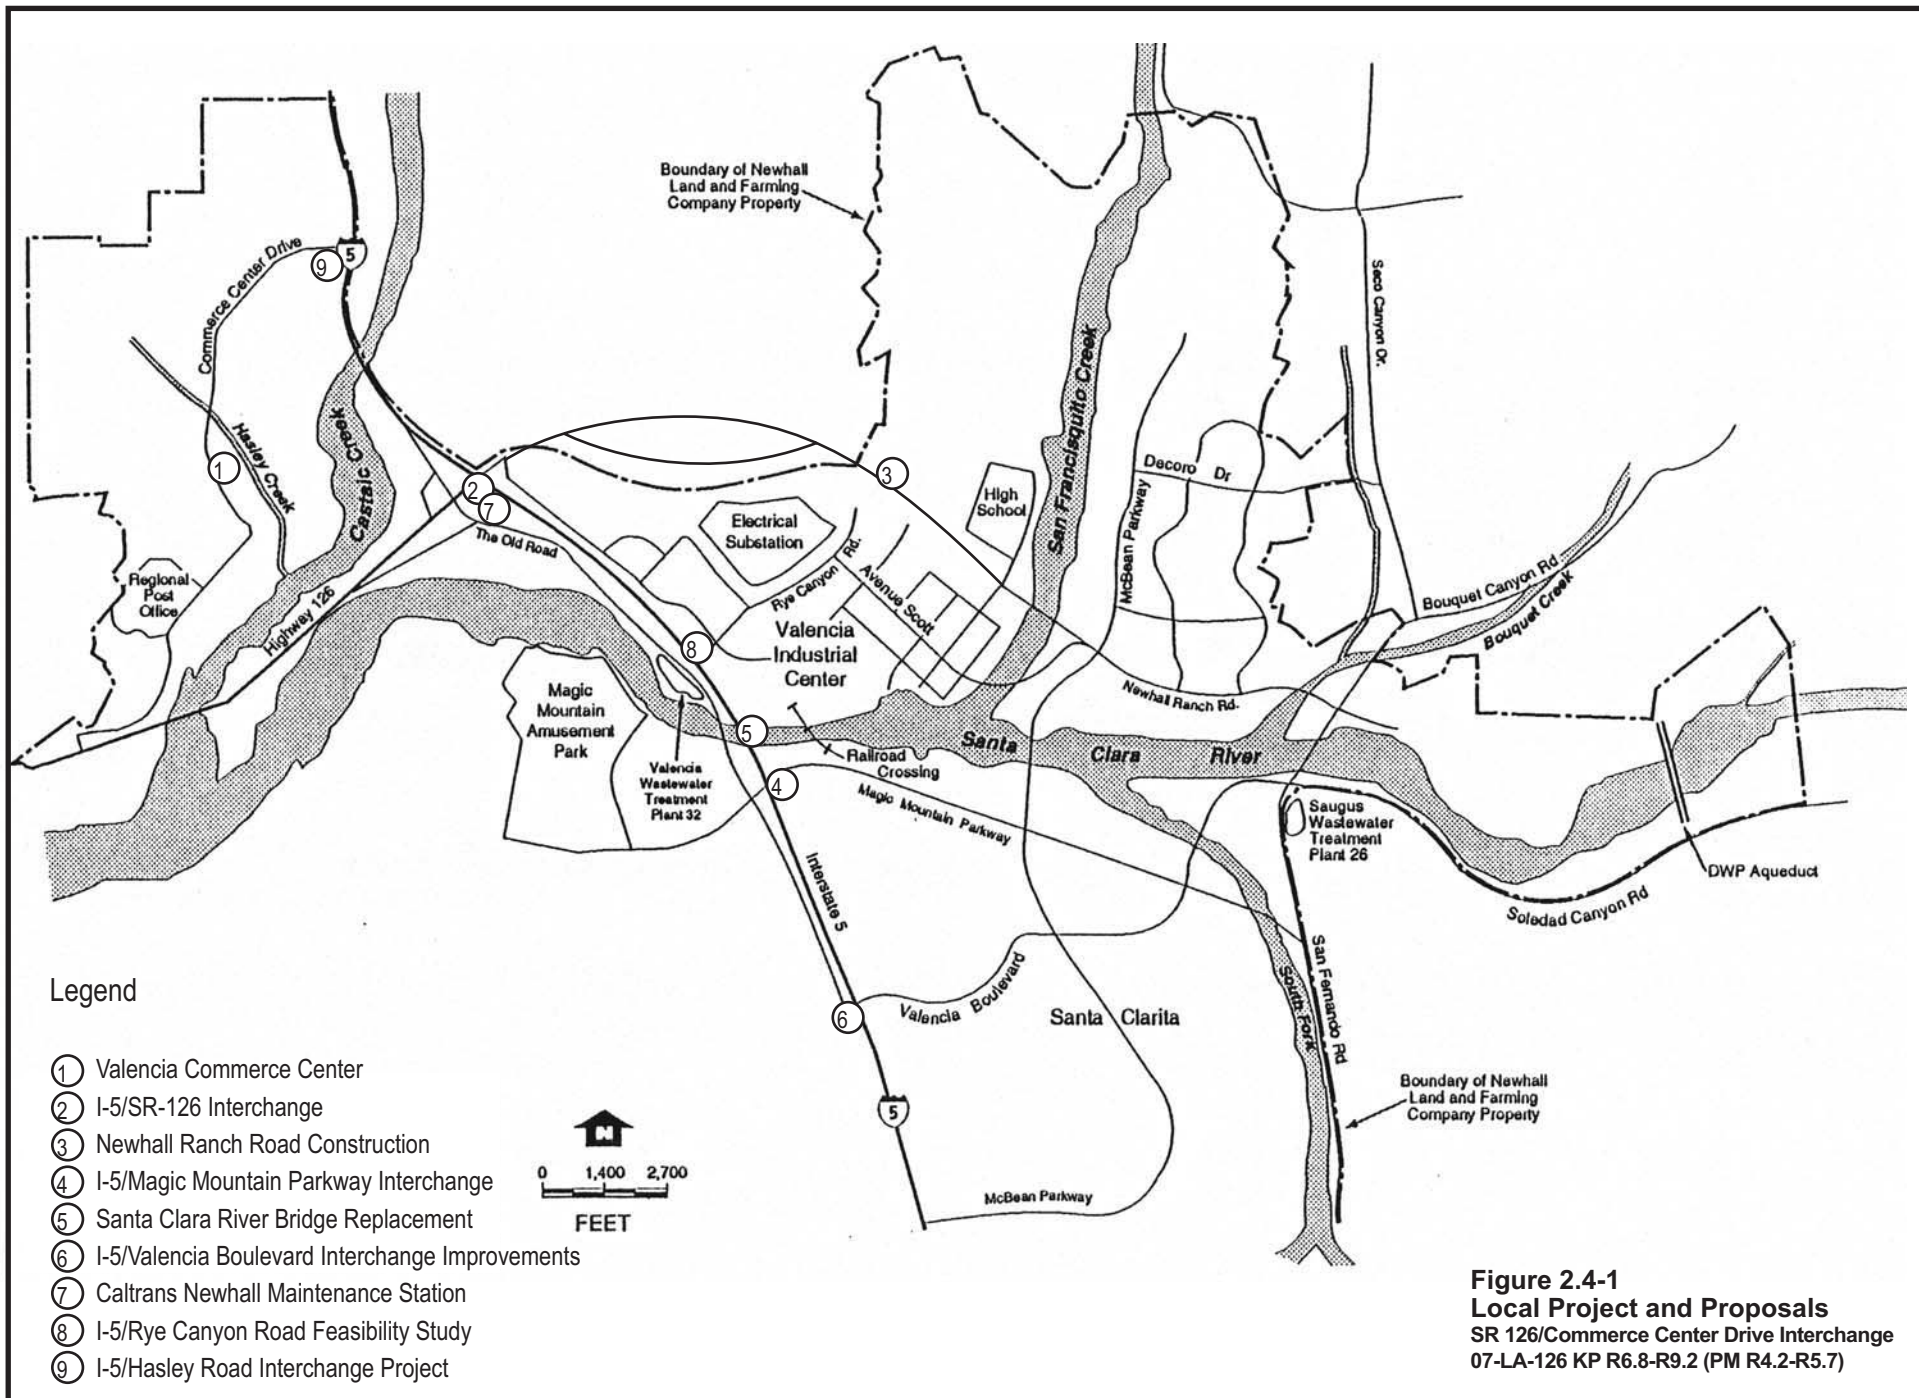 Boundary of Newhall
Land and Farming
Company Property
5
Commerce Center Drive
9
Hasley Creek
Castaic Creek
1
2
7
3
The Old Road
Electrical
Substation
High
School
San Francisquito Creek
McBean Parkway
Decoro Dr
Seco Canyon Dr.
Regional
Post
Office
Highway 126
Rye Canyon Rd.
Avenue Scott
Valencia
Industrial
Center
8
Bouquet Canyon Rd
Bouquet Creek
Magic
Mountain
Amusement
Park
Newhall Ranch Rd.
5
Valencia
Wastewater
Treatment
Plant 32
4
Railroad
Crossing
Santa Clara River
Magic Mountain Parkway
Saugus
Wastewater
Treatment
Plant 26
DWP Aqueduct
Soledad Canyon Rd
Interstate 5
San Fernando Rd
South Fork
6
Valencia Boulevard
Santa Clarita
5
McBean Parkway
Boundary of Newhall
Land and Farming
Company Property
Legend
1 Valencia Commerce Center
2 I-5/SR-126 Interchange
3 Newhall Ranch Road Construction
4 I-5/Magic Mountain Parkway Interchange
5 Santa Clara River Bridge Replacement
6 I-5/Valencia Boulevard Interchange Improvements
7 Caltrans Newhall Maintenance Station
8 I-5/Rye Canyon Road Feasibility Study
9 I-5/Hasley Road Interchange Project
N
0 1,400 2,700
FEET
Figure 2.4-1
Local Project and Proposals
SR 126/Commerce Center Drive Interchange
07-LA-126 KP R6.8-R9.2 (PM R4.2-R5.7)